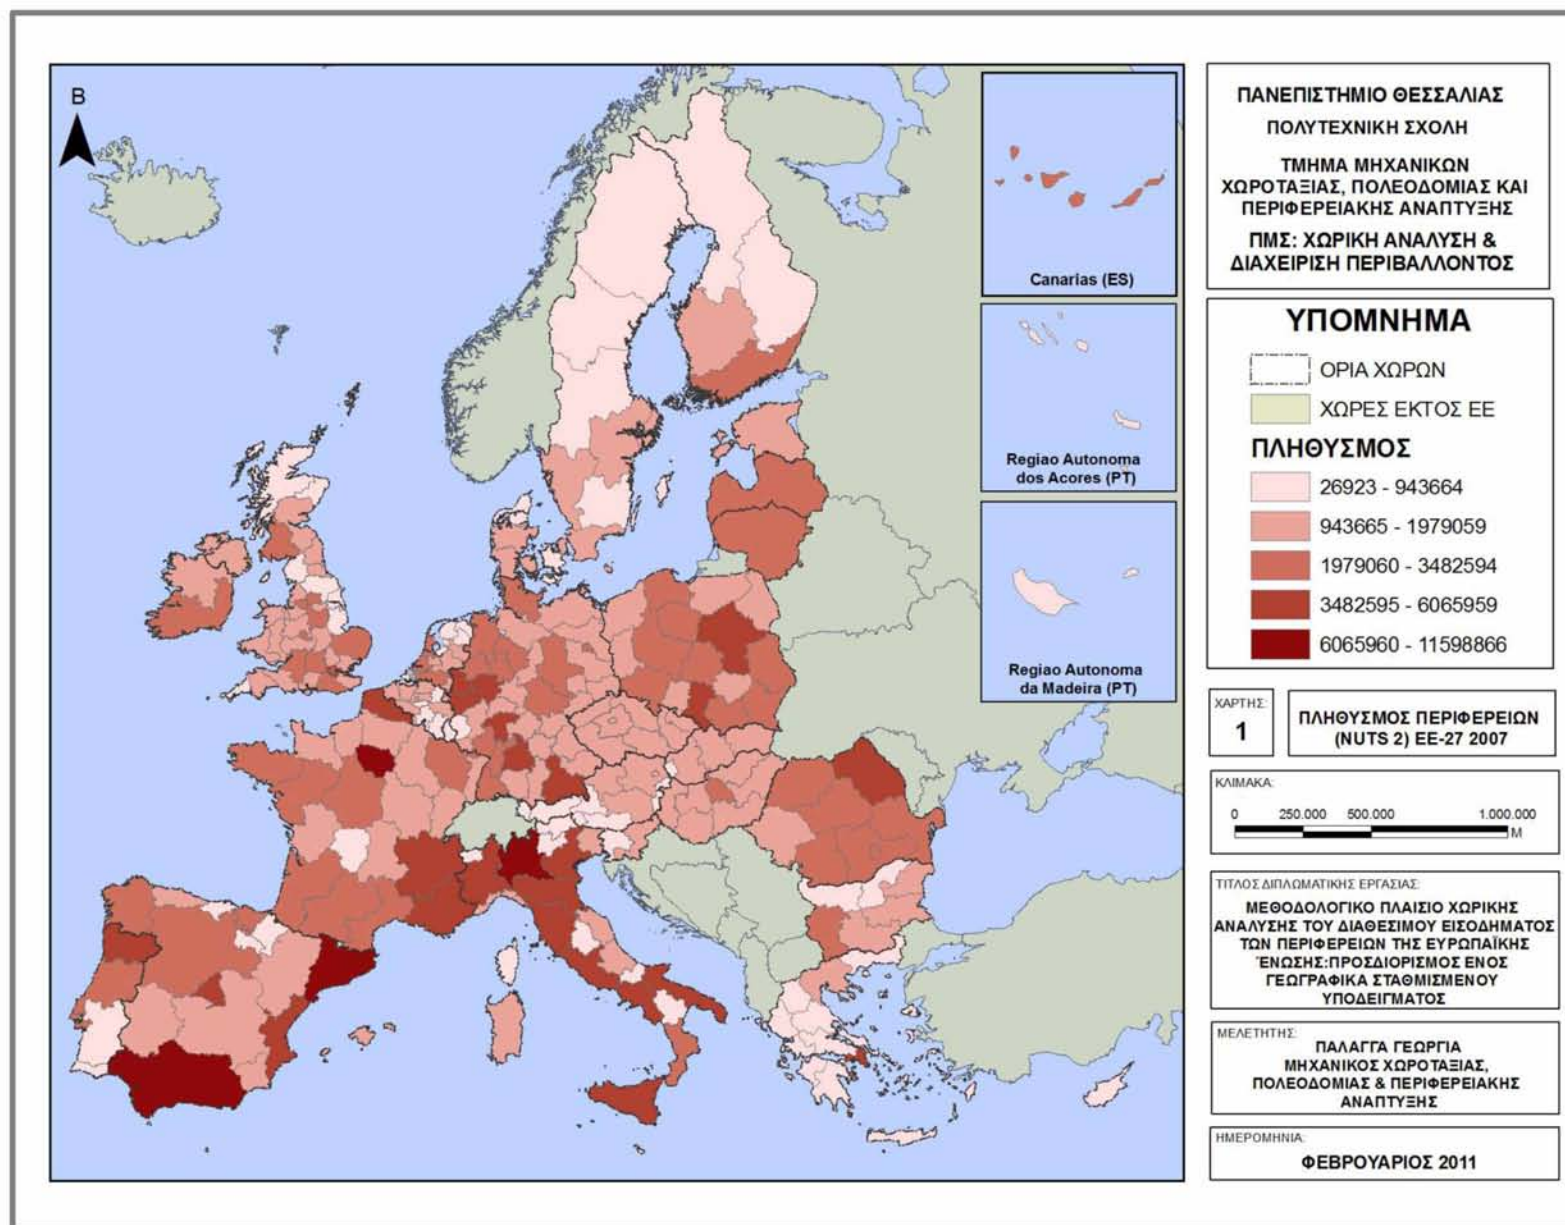 Β
Canarias (ES)
Regiao Autonoma
dos Acores (PT)
Regiao Autonoma
da Madeira (PT)
ΠΑΝΕΠΙΣΤΗΜΙΟ ΘΕΣΣΑΛΙΑΣ
ΠΟΛΥΤΕΧΝΙΚΗ ΣΧΟΛΗ
ΤΜΗΜΑ ΜΗΧΑΝΙΚΩΝ
ΧΩΡΟΤΑΞΙΑΣ, ΠΟΛΕΟΔΟΜΙΑΣ ΚΑΙ
ΠΕΡΙΦΕΡΕΙΑΚΗΣ ΑΝΑΠΤΥΞΗΣ
ΠΜΣ: ΧΩΡΙΚΗ ΑΝΑΛΥΣΗ &
ΔΙΑΧΕΙΡΙΣΗ ΠΕΡΙΒΑΛΛΟΝΤΟΣ
ΥΠΟΜΝΗΜΑ
ΟΡΙΑ ΧΩΡΩΝ
ΧΩΡΕΣ ΕΚΤΟΣ ΕΕ
ΠΛΗΘΥΣΜΟΣ
26923 - 943664
943665 - 1979059
1979060 - 3482594
3482595 - 6065959
6065960 - 11598866
ΧΑΡΤΗΣ:
1
ΠΛΗΘΥΣΜΟΣ ΠΕΡΙΦΕΡΕΙΩΝ
(NUTS 2) ΕΕ-27 2007
ΚΛΙΜΑΚΑ:
0 250.000 500.000 1.000.000
M
ΤΙΤΛΟΣ ΔΙΠΛΩΜΑΤΙΚΗΣ ΕΡΓΑΣΙΑΣ:
ΜΕΘΟΔΟΛΟΓΙΚΟ ΠΛΑΙΣΙΟ ΧΩΡΙΚΗΣ
ΑΝΑΛΥΣΗΣ ΤΟΥ ΔΙΑΘΕΣΙΜΟΥ ΕΙΣΟΔΗΜΑΤΟΣ
ΤΩΝ ΠΕΡΙΦΕΡΕΙΩΝ ΤΗΣ ΕΥΡΩΠΑΪΚΗΣ
ΈΝΩΣΗΣ:ΠΡΟΣΔΙΟΡΙΣΜΟΣ ΕΝΟΣ
ΓΕΩΓΡΑΦΙΚΑ ΣΤΑΘΜΙΣΜΕΝΟΥ
ΥΠΟΔΕΙΓΜΑΤΟΣ
ΜΕΛΕΤΗΤΗΣ:
ΠΑΛΑΓΓΑ ΓΕΩΡΓΙΑ
ΜΗΧΑΝΙΚΟΣ ΧΩΡΟΤΑΞΙΑΣ,
ΠΟΛΕΟΔΟΜΙΑΣ & ΠΕΡΙΦΕΡΕΙΑΚΗΣ
ΑΝΑΠΤΥΞΗΣ
ΗΜΕΡΟΜΗΝΙΑ:
ΦΕΒΡΟΥΑΡΙΟΣ 2011